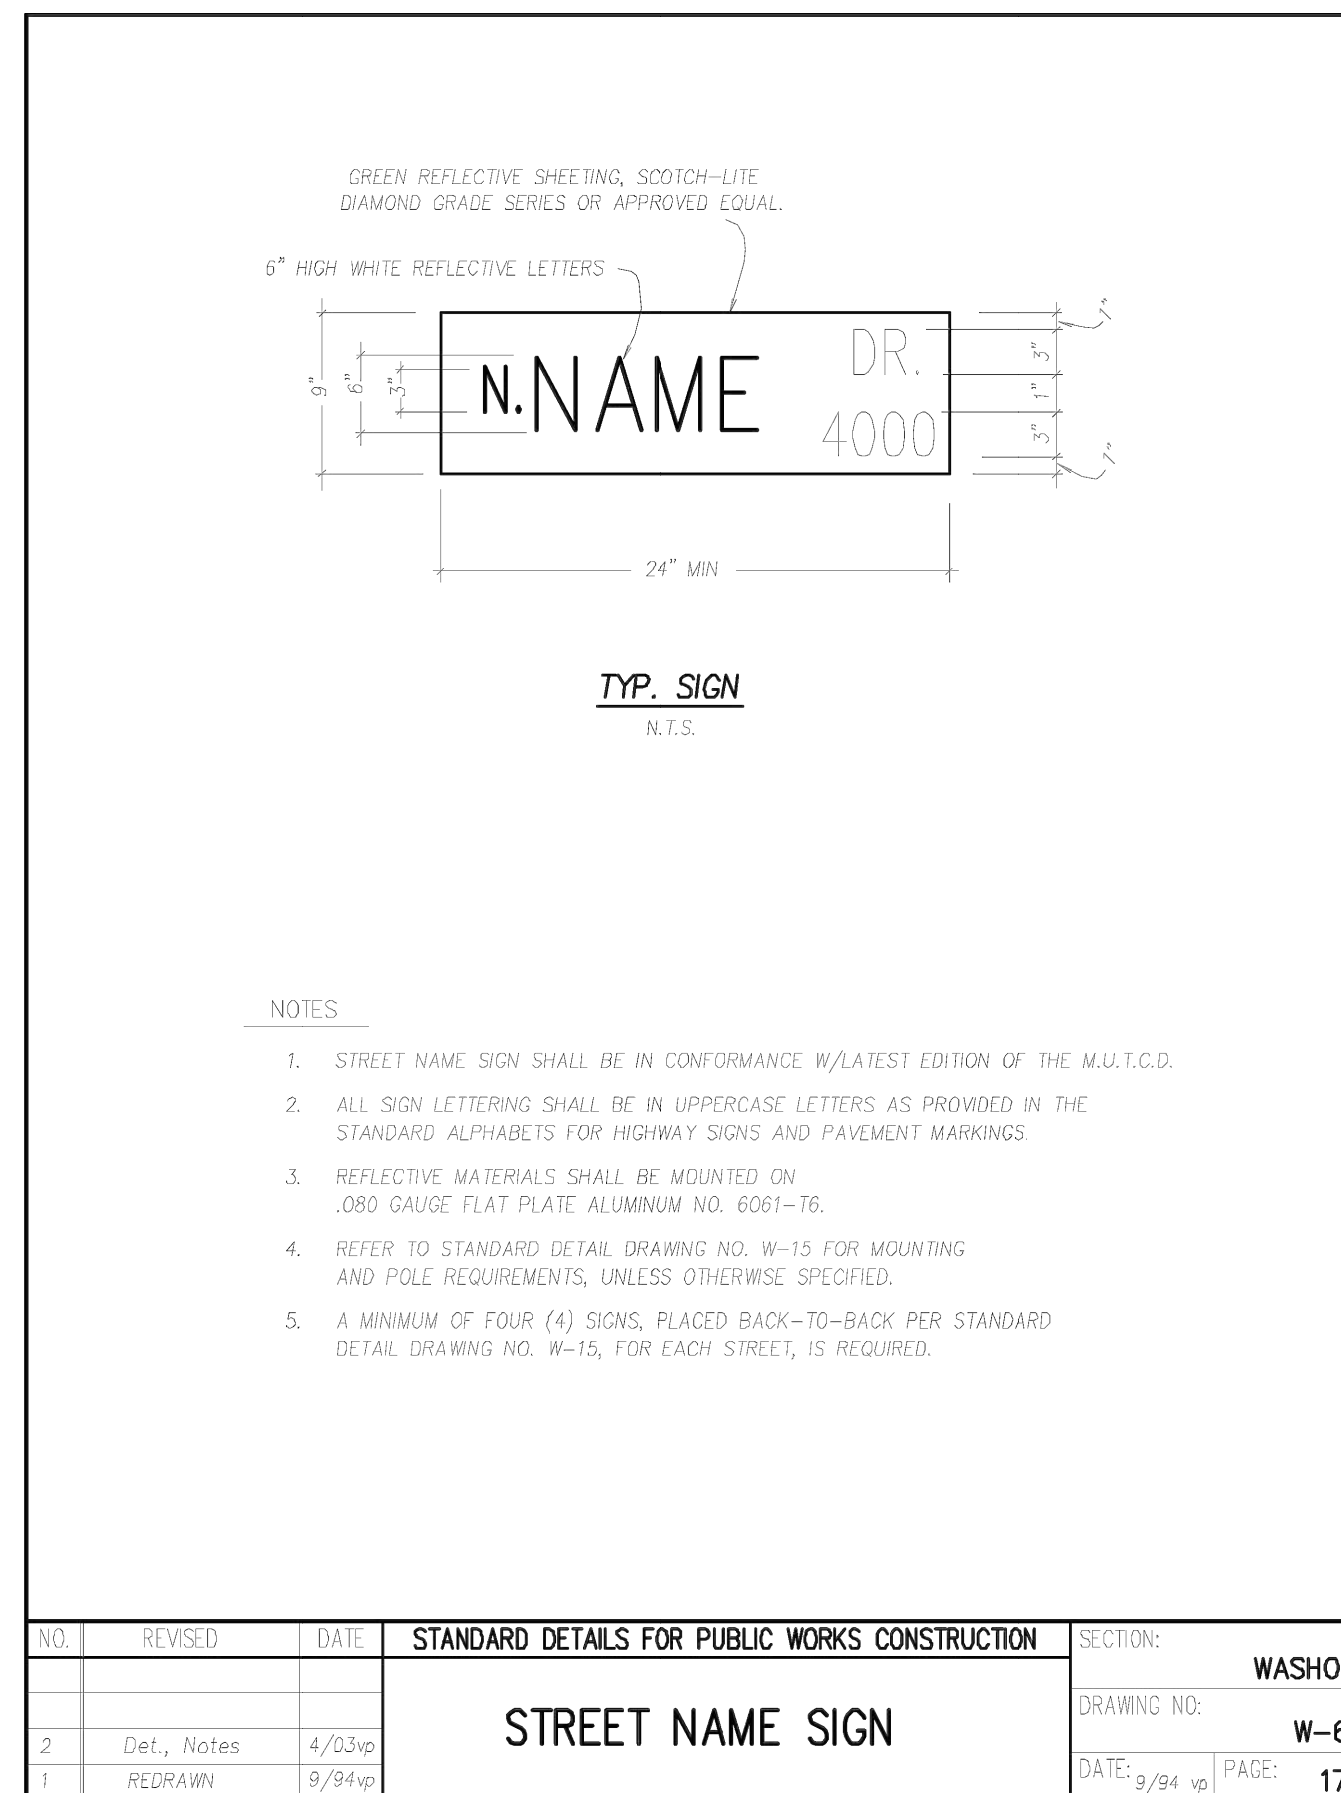 GREEN REFLECTIVE SHEETING, SCOTCH-LITE
DIAMOND GRADE SERIES OR APPROVED EQUAL.
6" HIGH WHITE REFLECTIVE LETTERS
9"
6"
3"
N.NAME
DR.
4000
1"
3"
1"
3"
1"
24" MIN
TYP. SIGN
N.T.S.
NOTES
1. STREET NAME SIGN SHALL BE IN CONFORMANCE W/LATEST EDITION OF THE M.U.T.C.D.
2. ALL SIGN LETTERING SHALL BE IN UPPERCASE LETTERS AS PROVIDED IN THE
STANDARD ALPHABETS FOR HIGHWAY SIGNS AND PAVEMENT MARKINGS.
3. REFLECTIVE MATERIALS SHALL BE MOUNTED ON
.080 GAUGE FLAT PLATE ALUMINUM NO. 6061-T6.
4. REFER TO STANDARD DETAIL DRAWING NO. W-15 FOR MOUNTING
AND POLE REQUIREMENTS, UNLESS OTHERWISE SPECIFIED.
5. A MINIMUM OF FOUR (4) SIGNS, PLACED BACK-TO-BACK PER STANDARD
DETAIL DRAWING NO. W-15, FOR EACH STREET, IS REQUIRED.
NO. REVISED DATE
2 Det., Notes 4/03vp
1 REDRAWN 9/94vp
STANDARD DETAILS FOR PUBLIC WORKS CONSTRUCTION
STREET NAME SIGN
SECTION:
WASHO
DRAWING NO:
W-6
DATE: 9/94 vp PAGE: 17